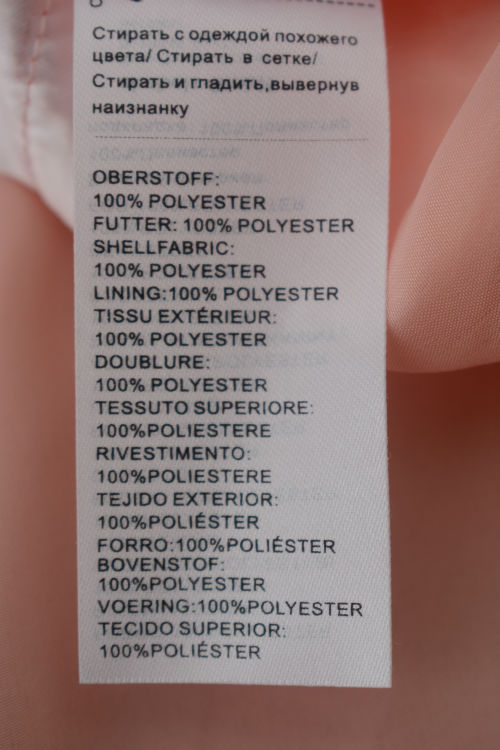 Стирать с одеждой похожего
цвета/ Стирать в сетке/
Стирать и гладить,вывернув
наизнанку
OBERSTOFF:
100% POLYESTER
FUTTER: 100% POLYESTER
SHELLFABRIC:
100% POLYESTER
LINING:100% POLYESTER
TISSU EXTÉRIEUR:
100% POLYESTER
DOUBLURE:
100% POLYESTER
TESSUTO SUPERIORE:
100%POLIESTERE
RIVESTIMENTO:
100%POLIESTERE
TEJIDO EXTERIOR:
100%POLIÉSTER
FORRO:100%POLIÉSTER
BOVENSTOF:
100%POLYESTER
VOERING:100%POLYESTER
TECIDO SUPERIOR:
100%POLIÉSTER